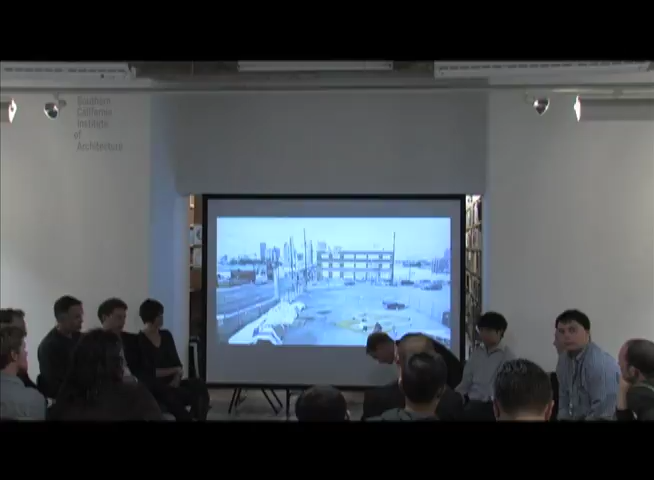 Southern
California
Institute
of
Architecture